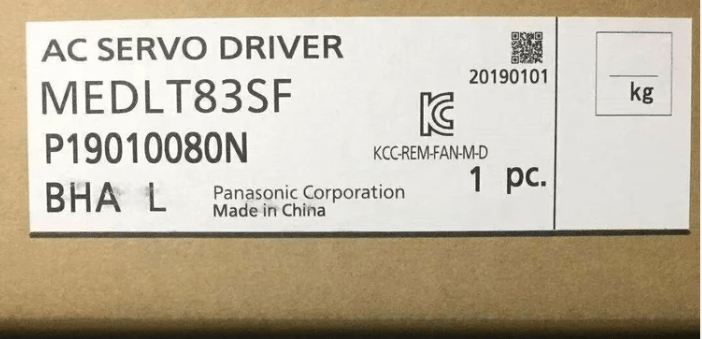 AC SERVO DRIVER
MEDLT83SF
20190101
kg
P19010080N
KCC-REM-FAN-M-D
1 pc.
BHA L
Panasonic Corporation
Made in China